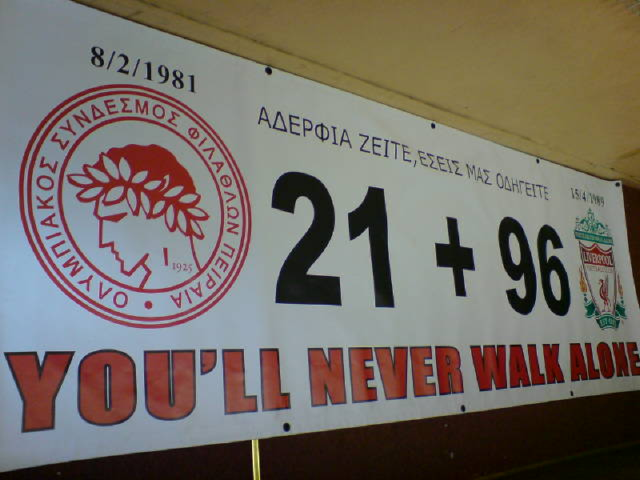 8/2/1981
ΑΔΕΡΦΙΑ ΖΕΙΤΕ, ΕΣΕΙΣ ΜΑΣ ΟΔΗΓΕΙΤΕ
15/4/1989
ΟΛΥΜΠΙΑΚΟΣ ΣΥΝΔΕΣΜΟΣ ΦΙΛΑΘΛΩΝ ΠΕΙΡΑΙΑ
1925
21 + 96
LIVERPOOL
YOU'LL NEVER WALK ALONE